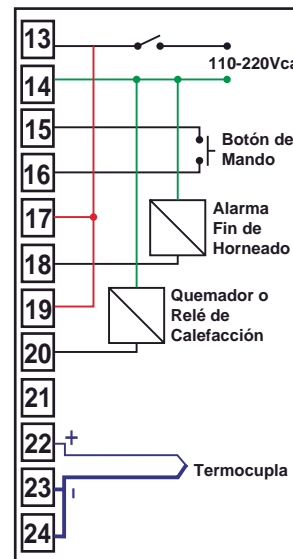 13
110-220Vca
14
15
Botón de
Mando
16
17
Alarma
Fin de
Horneado
18
19
Quemador o
Relé de
Calefacción
20
21
22 +
23 -
Termocupla
24